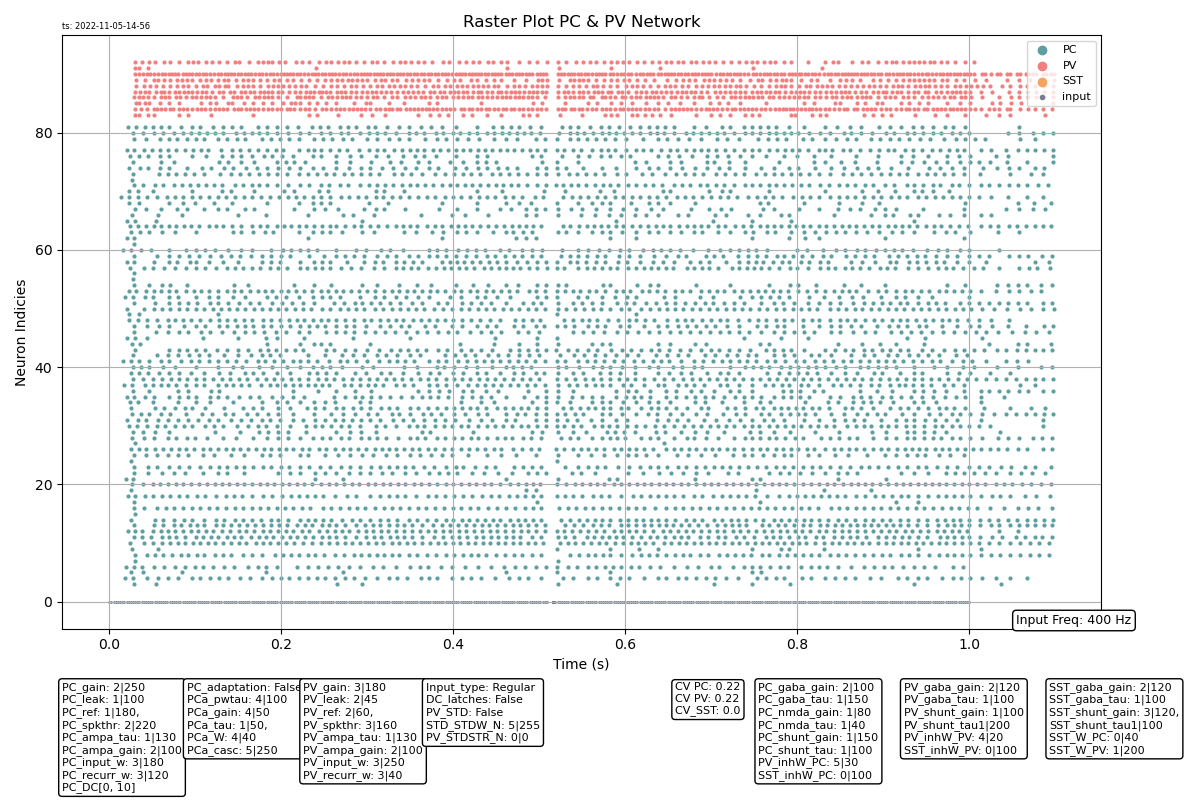 ts: 2022-11-05-14-56
Raster Plot PC & PV Network
PC
PV
SST
input
Neuron Indicies
80
60
40
20
0
0.0
0.2
0.4
0.6
0.8
1.0
Time (s)
Input Freq: 400 Hz
PC_gain: 2|250
PC_leak: 1|100
PC_ref: 1|180,
PC_spkthr: 2|220
PC_ampa_tau: 1|130
PC_ampa_gain: 2|100
PC_input_w: 3|180
PC_recurr_w: 3|120
PC_DC[0, 10]
PC_adaptation: False
PCa_pwtau: 4|100
PCa_gain: 4|50
PCa_tau: 1|50,
PCa_W: 4|40
PCa_casc: 5|250
PV_gain: 3|180
PV_leak: 2|45
PV_ref: 2|60,
PV_spkthr: 3|160
PV_ampa_tau: 1|130
PV_ampa_gain: 2|100
PV_input_w: 3|250
PV_recurr_w: 3|40
Input_type: Regular
DC_latches: False
PV_STD: False
STD_STDW_N: 5|255
PV_STDSTR_N: 0|0
CV PC: 0.22
CV PV: 0.22
CV_SST: 0.0
PC_gaba_gain: 2|100
PC_gaba_tau: 1|150
PC_nmda_gain: 1|80
PC_nmda_tau: 1|40
PC_shunt_gain: 1|150
PC_shunt_tau: 1|100
PV_inhW_PC: 5|30
SST_inhW_PC: 0|100
PV_gaba_gain: 2|120
PV_gaba_tau: 1|100
PV_shunt_gain: 1|100
PV_shunt_tau1|200
PV_inhW_PV: 4|20
SST_inhW_PV: 0|100
SST_gaba_gain: 2|120
SST_gaba_tau: 1|100
SST_shunt_gain: 3|120,
SST_shunt_tau1|100
SST_W_PC: 0|40
SST_W_PV: 1|200